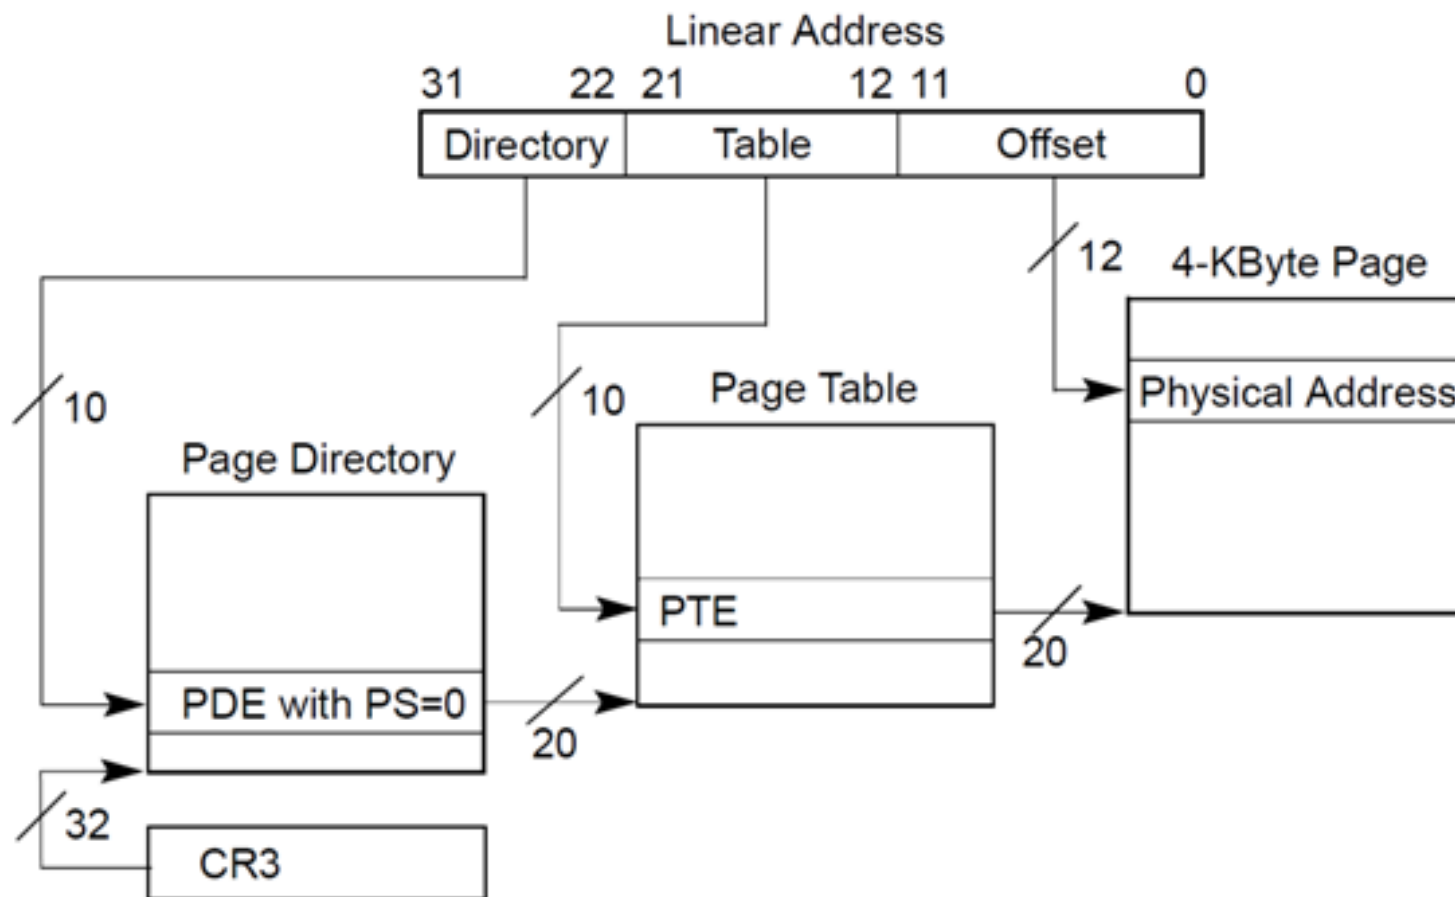 Linear Address
31 22 21 12 11 0
Directory Table Offset
12
4-KByte Page
10
10
Page Table
Physical Address
Page Directory
PTE
20
PDE with PS=0
20
32
CR3